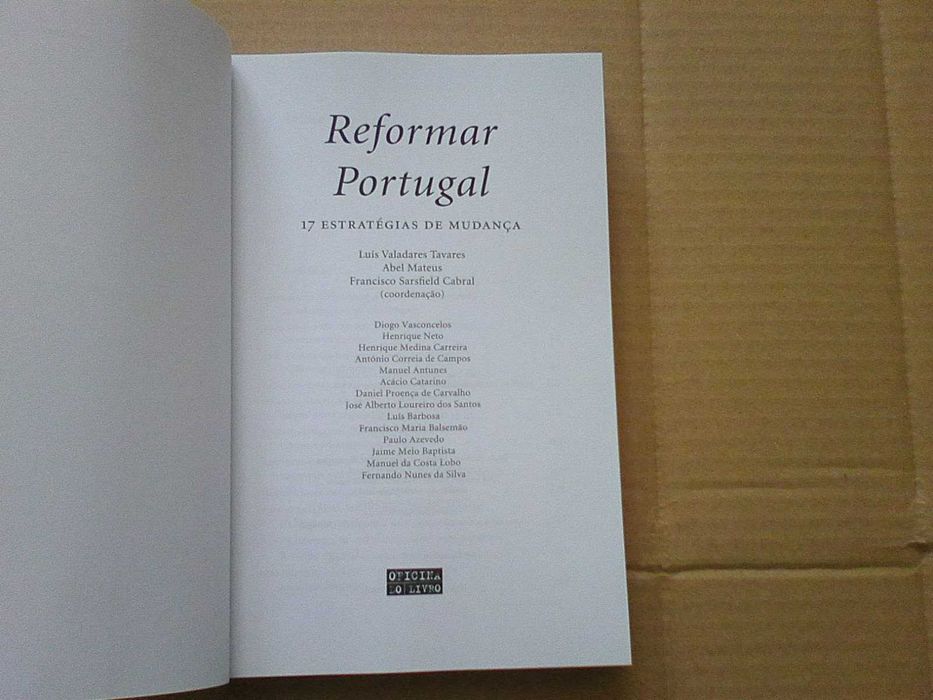 Reformar
Portugal
17 ESTRATÉGIAS DE MUDANÇA
Luís Valadares Tavares
Abel Mateus
Francisco Sarsfield Cabral
(coordenação)
Diogo Vasconcelos
Henrique Neto
Henrique Medina Carreira
António Correia de Campos
Manuel Antunes
Acácio Catarino
Daniel Proença de Carvalho
José Alberto Loureiro dos Santos
Luís Barbosa
Francisco Maria Balsemão
Paulo Azevedo
Jaime Melo Baptista
Manuel da Costa Lobo
Fernando Nunes da Silva
OFICINA
DO LIVRO